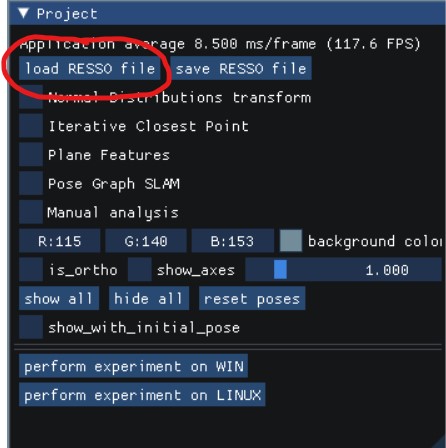 Project
Application average 8.500 ms/frame (117.6 FPS)
load RESSO file save RESSO file
Normal Distributions transform
Iterative Closest Point
Plane Features
Pose Graph SLAM
Manual analysis
R:115 G:140 B:153 background color
is_ortho show_axes 1.000
show all hide all reset poses
show_with_initial_pose
perform experiment on WIN
perform experiment on LINUX